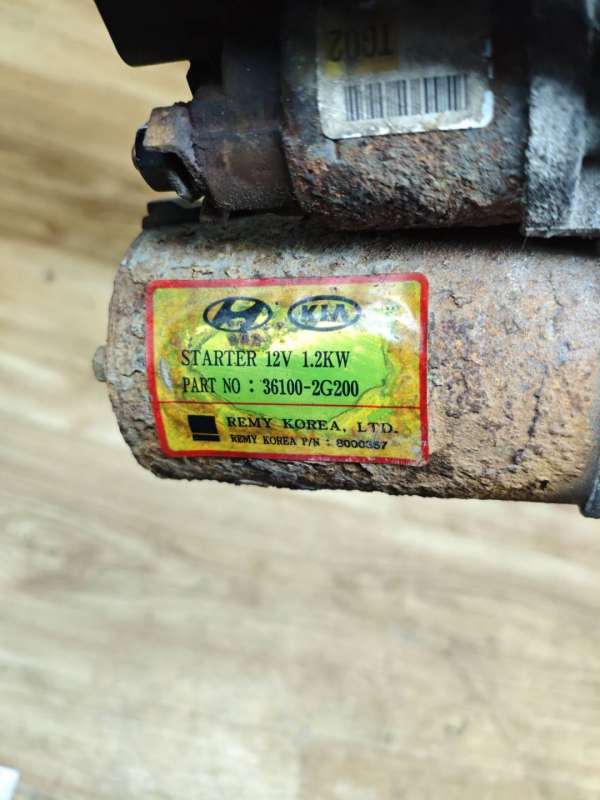 TG02
KIA
STARTER 12V 1.2KW
PART NO : 36100-2G200
REMY KOREA, LTD.
REMY KOREA P/N : 8000357